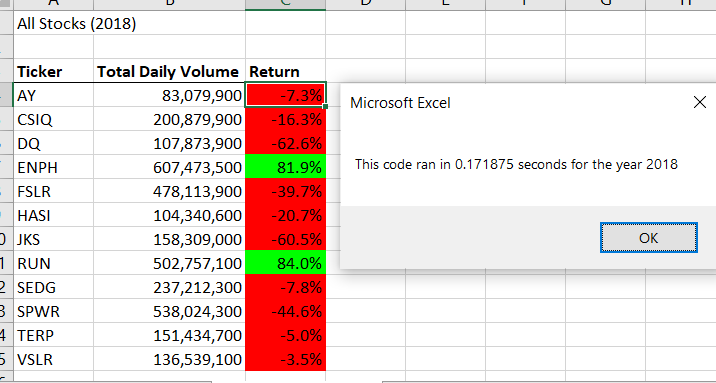 All Stocks (2018)
Ticker Total Daily Volume Return
AY 83,079,900 -7.3%
Microsoft Excel
CSIQ 200,879,900 -16.3%
DQ 107,873,900 -62.6%
ENPH 607,473,500 81.9%
This code ran in 0.171875 seconds for the year 2018
FSLR 478,113,900 -39.7%
HASI 104,340,600 -20.7%
JKS 158,309,000 -60.5%
OK
RUN 502,757,100 84.0%
SEDG 237,212,300 -7.8%
SPWR 538,024,300 -44.6%
TERP 151,434,700 -5.0%
VSLR 136,539,100 -3.5%